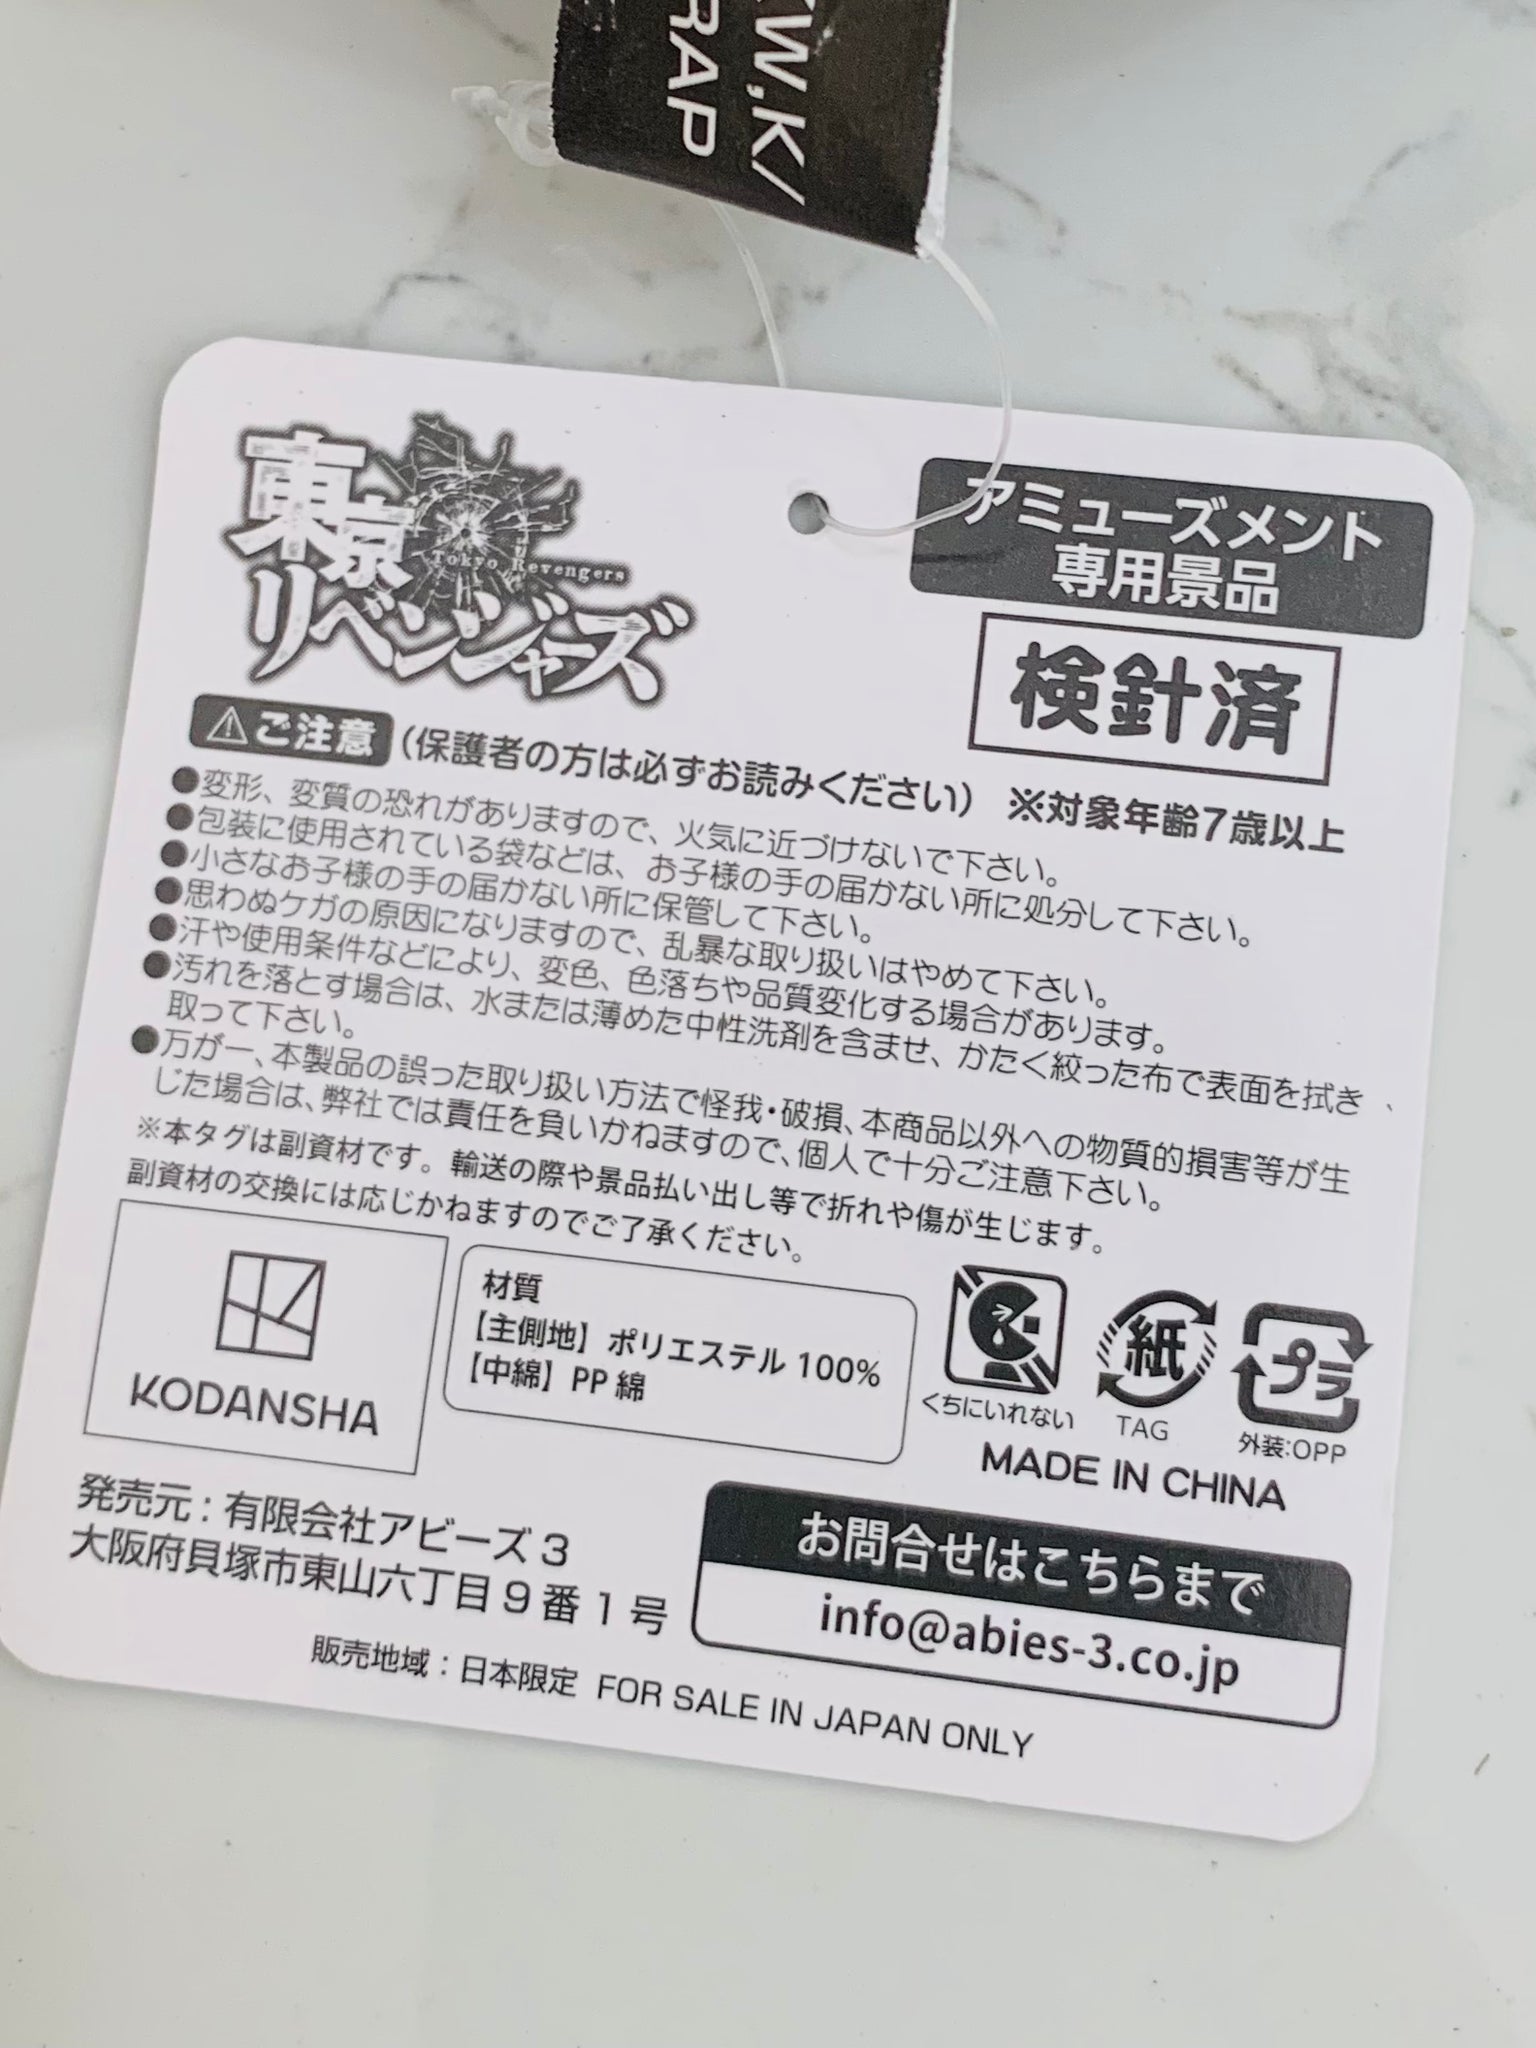 W,K/
RAP
東京
Tokyo Revengers
リベンジャーズ
アミューズメント
専用景品
検針済
ご注意 (保護者の方は必ずお読みください) ※対象年齢7歳以上
●変形、変質の恐れがありますので、火気に近づけないで下さい。
●包装に使用されている袋などは、お子様の手の届かない所に処分して下さい。
●小さなお子様の手の届かない所に保管して下さい。
●思わぬケガの原因になりますので、乱暴な取り扱いはやめて下さい。
●汗や使用条件などにより、変色、色落ちや品質変化する場合があります。
●汚れを落とす場合は、水または薄めた中性洗剤を含ませ、かたく絞った布で表面を拭き、
取って下さい。
●万が一、本製品の誤った取り扱い方法で怪我・破損、本商品以外への物質的損害等が生
じた場合は、弊社では責任を負いかねますので、個人で十分ご注意下さい。
※本タグは副資材です。輸送の際や景品払い出し等で折れや傷が生じます。
副資材の交換には応じかねますのでご了承ください。
KODANSHA
材質
【主側地】ポリエステル 100%
【中綿】PP 綿
くちにいれない
紙
TAG
プラ
外装:OPP
MADE IN CHINA
発売元:有限会社アビーズ3
大阪府貝塚市東山六丁目9番1号
お問合せはこちらまで
info@abies-3.co.jp
販売地域:日本限定 FOR SALE IN JAPAN ONLY